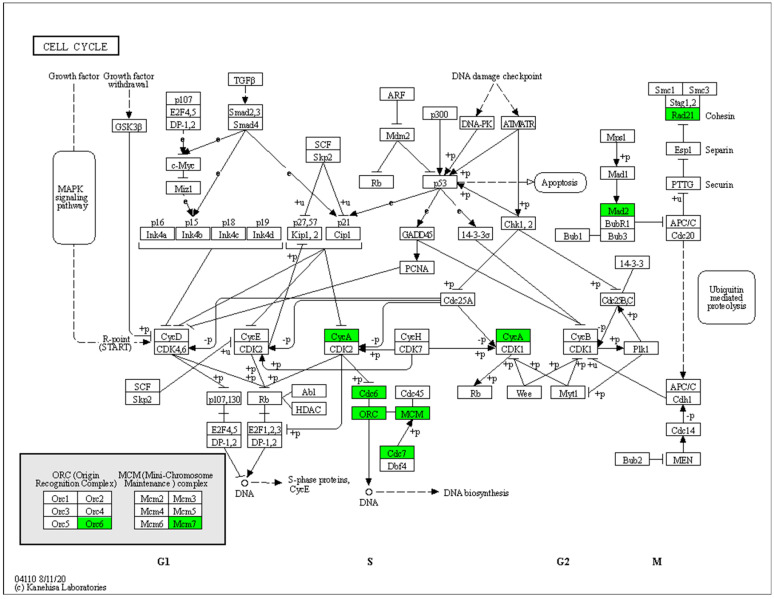 CELL CYCLE
Growth factor
Growth factor
withdrawal
TGFβ
DNA damage checkpoint
Smc1 Smc3
Stag1,2
Rad21 Cohesin
p107
E2F4,5
DP-1,2
Smad2,3
Smad4
ARF
p300
DNA-PK
ATM/ATR
GSK3β
Mdm2
SCF
Skp2
Mps1
Esp1 Separin
c-Myc
Miz1
Rb
p53
Apoptosis
Mad1
PTTG Securin
MAPK
signaling
pathway
e
e
e
e
e
+p
+p
+p
+p
+p
+p
+u
+u
+u
p16
Ink4a
p15
Ink4b
p18
Ink4c
p19
Ink4d
p27,57
Kip1, 2
p21
Cip1
GADD45
14-3-3σ
Chk1, 2
Mad2
BubR1
Bub3
Bub1
APC/C
Cdc20
PCNA
14-3-3
Cdc25A
Cdc25B,C
Ubiquitin
mediated
proteolysis
R-point
(START)
CycD
CDK4,6
CycE
CDK2
CycA
CDK2
CycH
CDK7
CycA
CDK1
CycB
CDK1
Plk1
+p
+p
+p
-p
-p
-p
-p
+p
+p
+p
+u
+u
SCF
Skp2
p107,130
Rb
Abl
HDAC
Cdc6
Cdc45
ORC
MCM
Rb
Wee
Myt1
APC/C
Cdh1
-p
E2F4,5
DP-1,2
E2F1,2,3
DP-1,2
+p
+p
Cdc7
Dbf4
Cdc14
Bub2
MEN
DNA
S-phase proteins,
CycE
DNA
DNA biosynthesis
ORC (Origin
Recognition Complex)
MCM (Mini-Chromosome
Maintenance) complex
Orc1 Orc2 Mcm2 Mcm3
Orc3 Orc4 Mcm4 Mcm5
Orc5 Orc6 Mcm6 Mcm7
G1 S G2 M
04110 8/11/20
(c) Kanehisa Laboratories